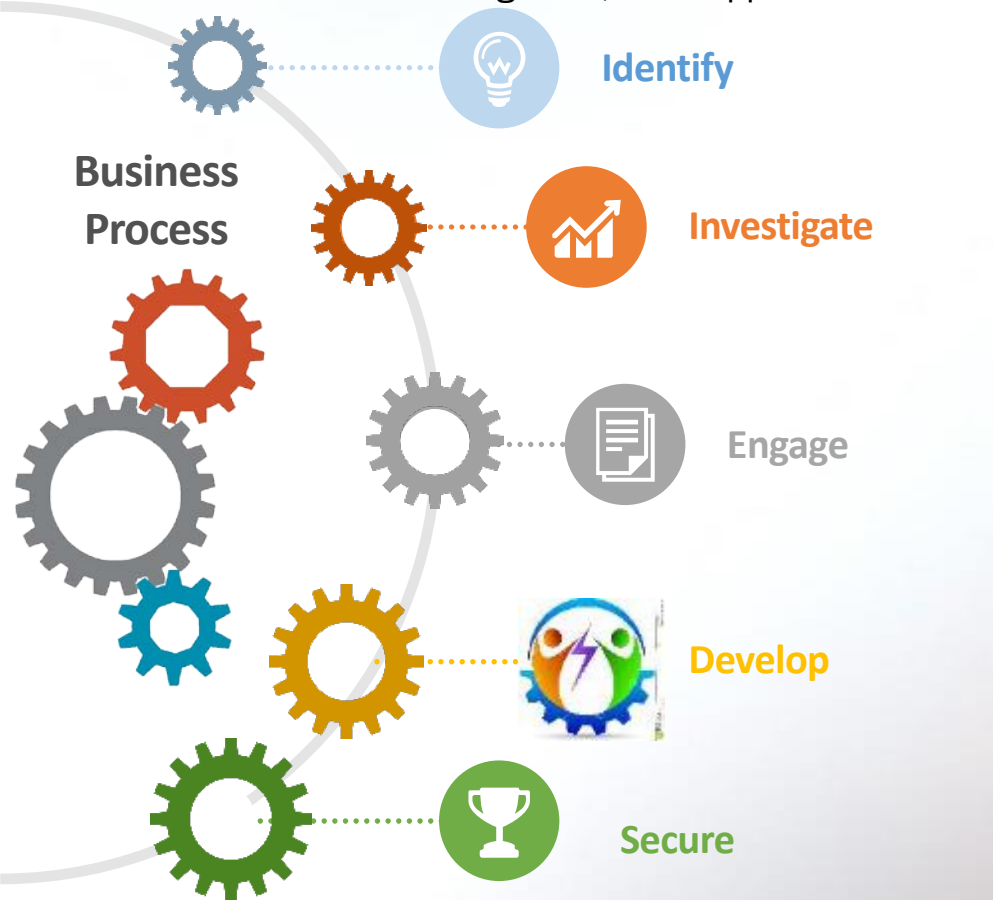 Identify
Business
Process
Investigate
Engage
Develop
Secure